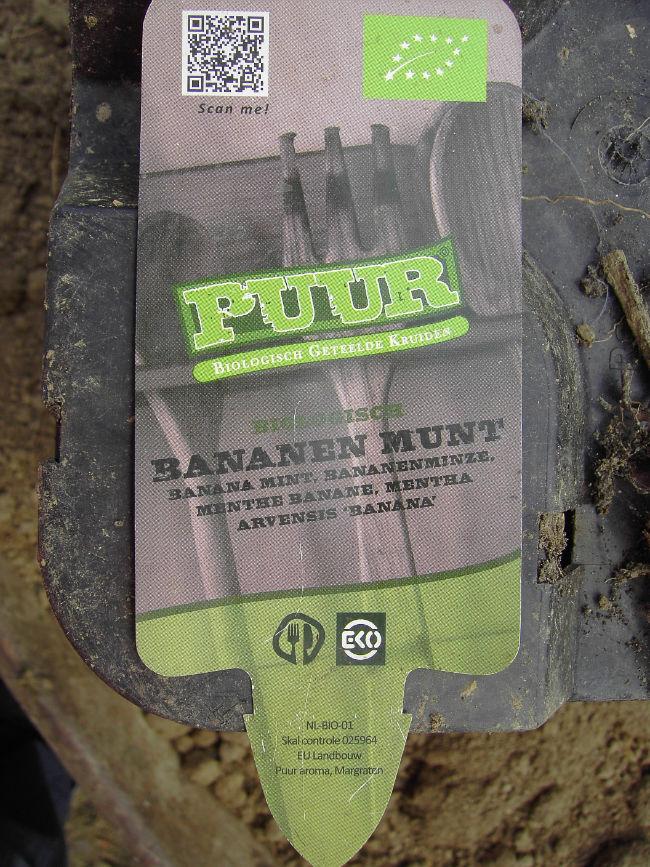 Scan me!
PUUR
BIOLOGISCH GETEELDE KRUIDEN
BIOLOGISCH
BANANEN MUNT
BANANA MINT, BANANENMINZE,
MENTHE BANANE, MENTHA
ARVENSIS ‘BANANA’
EKO
NL-BIO-01
Skal controle 025964
EU Landbouw
Puur aroma, Margraten